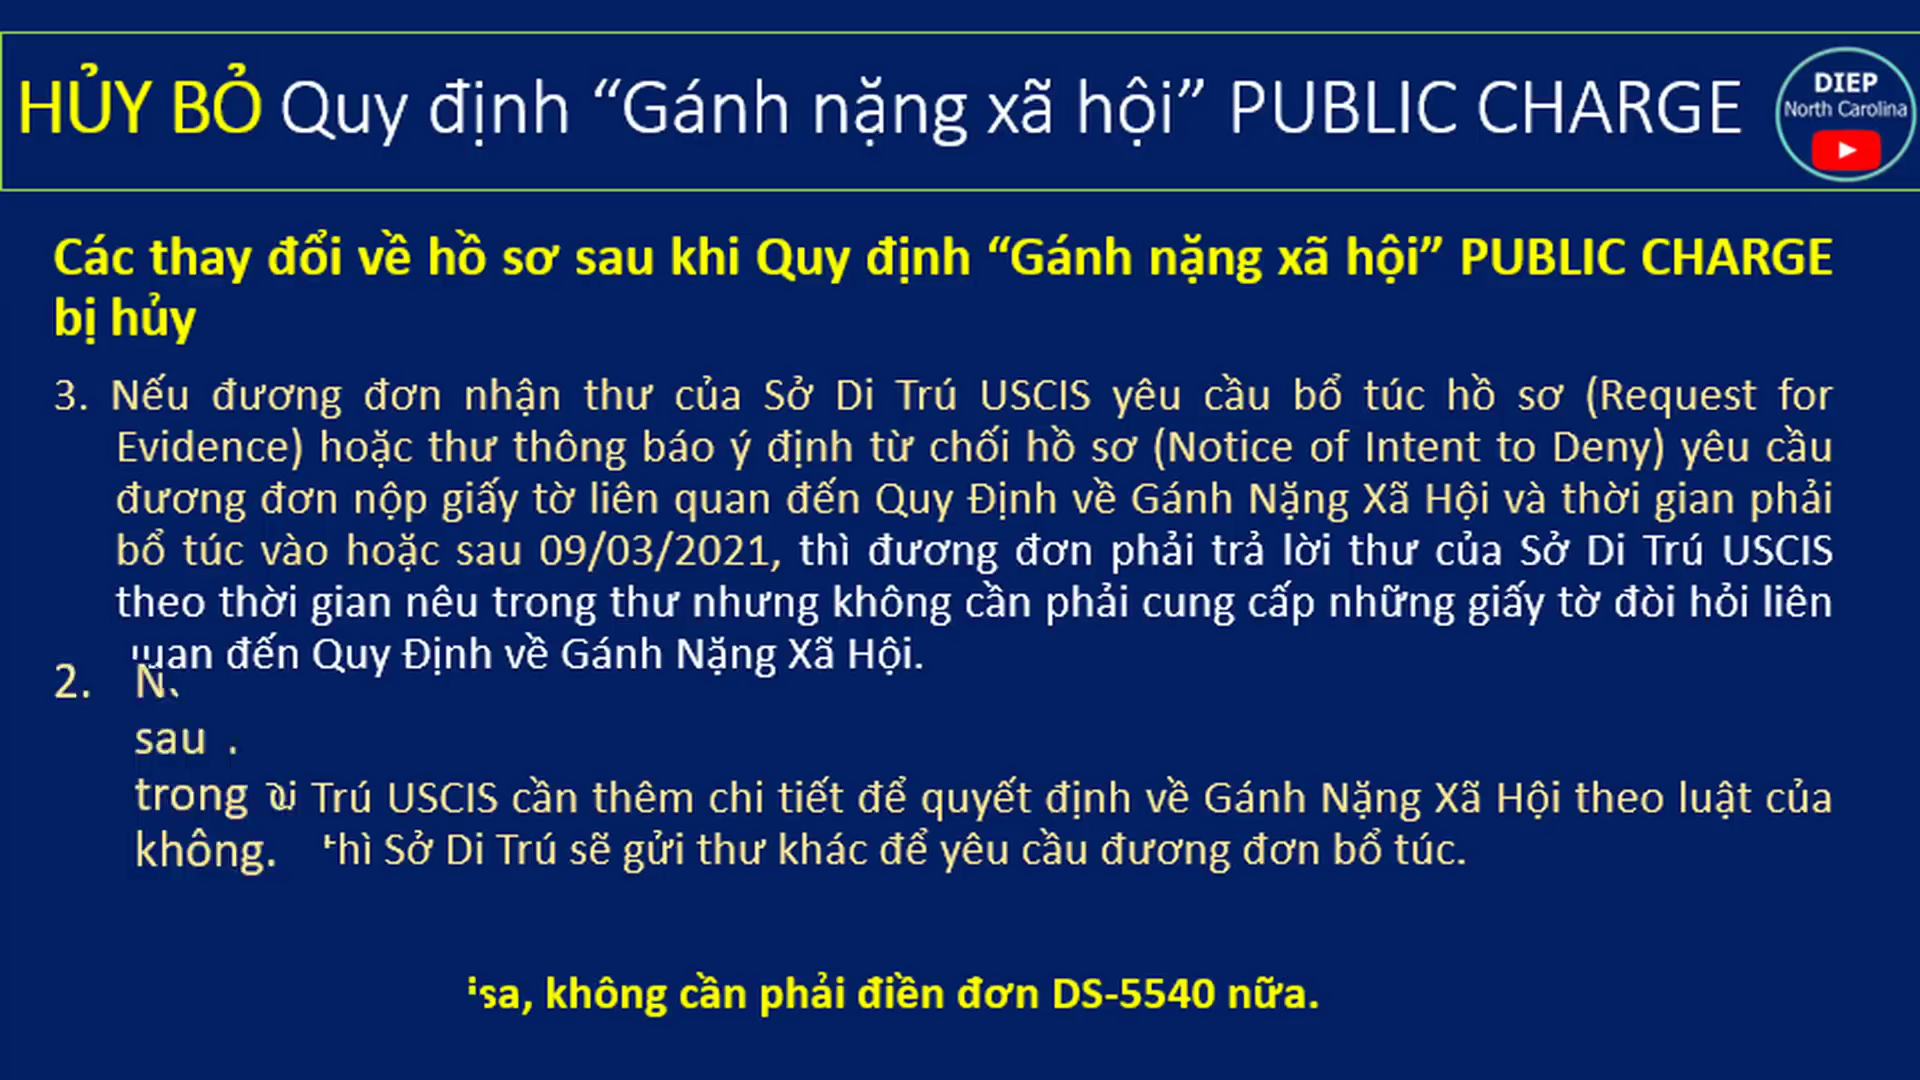 HỦY BỎ Quy định “Gánh nặng xã hội” PUBLIC CHARGE
DIEP
North Carolina
Các thay đổi về hồ sơ sau khi Quy định “Gánh nặng xã hội” PUBLIC CHARGE
bị hủy
3. Nếu đương đơn nhận thư của Sở Di Trú USCIS yêu cầu bổ túc hồ sơ (Request for
Evidence) hoặc thư thông báo ý định từ chối hồ sơ (Notice of Intent to Deny) yêu cầu
đương đơn nộp giấy tờ liên quan đến Quy Định về Gánh Nặng Xã Hội và thời gian phải
bổ túc vào hoặc sau 09/03/2021, thì đương đơn phải trả lời thư của Sở Di Trú USCIS
theo thời gian nêu trong thư nhưng không cần phải cung cấp những giấy tờ đòi hỏi liên
đến Quy Định về Gánh Nặng Xã Hội.
2.
sau
trong Trú USCIS cần thêm chi tiết để quyết định về Gánh Nặng Xã Hội theo luật của
không. thì Sở Di Trú sẽ gửi thư khác để yêu cầu đương đơn bổ túc.
không cần phải điền đơn DS-5540 nữa.